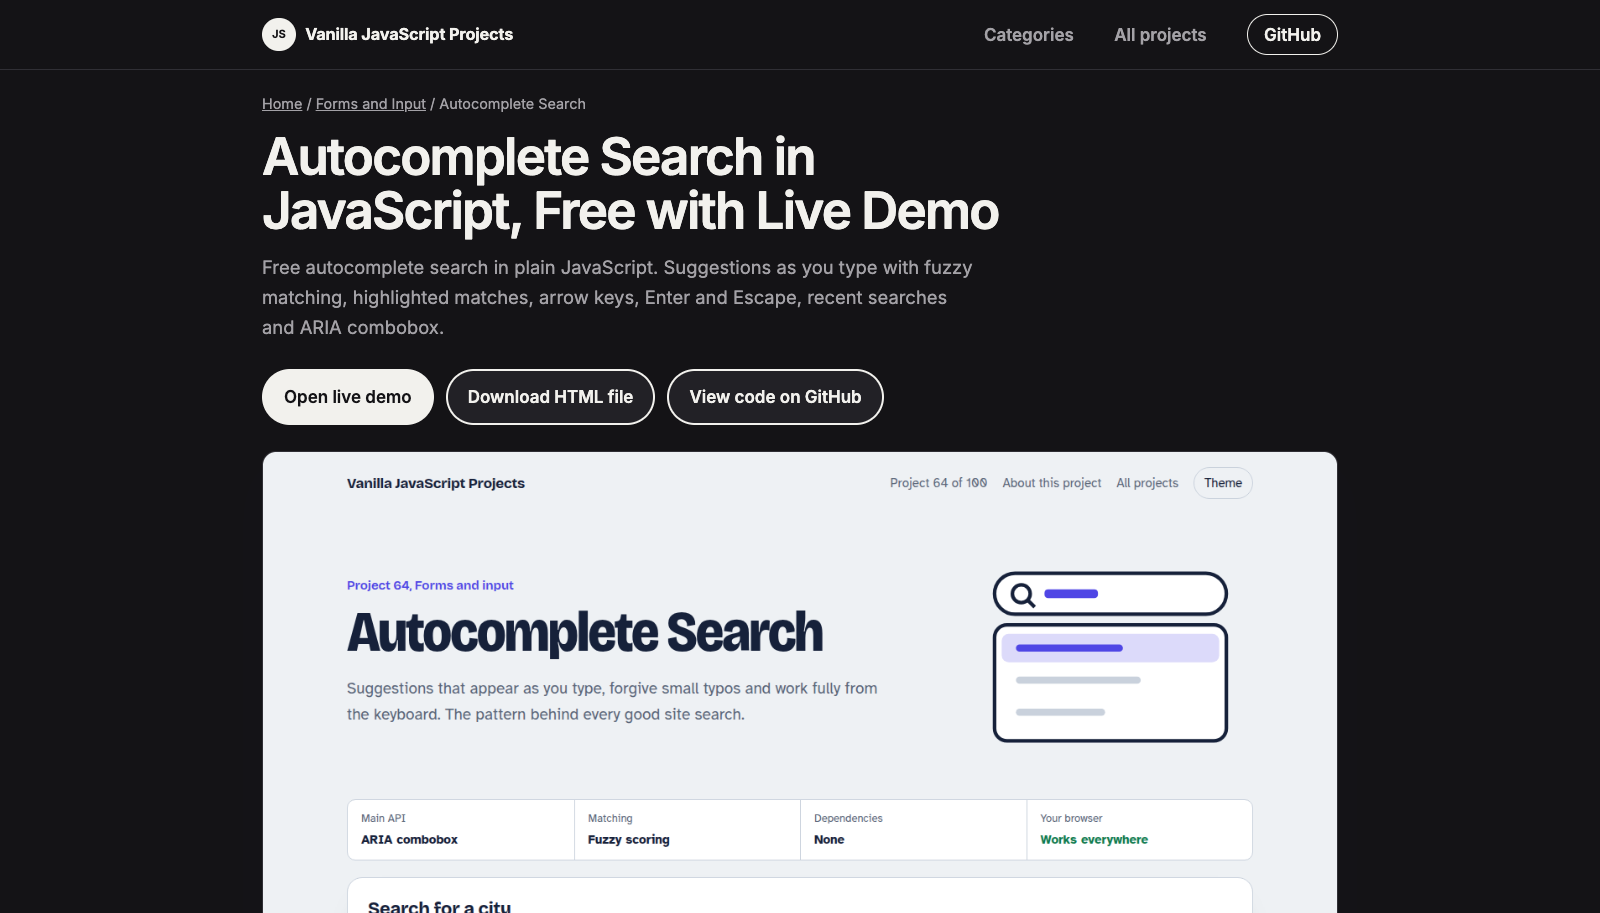 JS
Vanilla JavaScript Projects
Categories
All projects
GitHub
Home / Forms and Input / Autocomplete Search
Autocomplete Search in
JavaScript, Free with Live Demo
Free autocomplete search in plain JavaScript. Suggestions as you type with fuzzy
matching, highlighted matches, arrow keys, Enter and Escape, recent searches
and ARIA combobox.
Open live demo
Download HTML file
View code on GitHub
Vanilla JavaScript Projects
Project 64 of 100
About this project
All projects
Theme
Project 64, Forms and input
Autocomplete Search
Suggestions that appear as you type, forgive small typos and work fully from
the keyboard. The pattern behind every good site search.
Main API
ARIA combobox
Matching
Fuzzy scoring
Dependencies
None
Your browser
Works everywhere
Search for a city